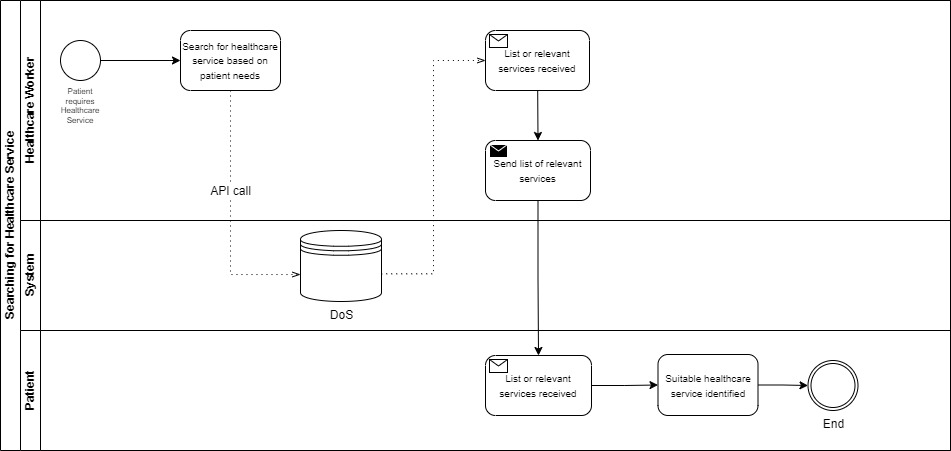 Searching for Healthcare Service
Healthcare Worker
Patient
requires
Healthcare
Service
Search for healthcare
service based on
patient needs
API call
List or relevant
services received
Send list of relevant
services
System
DoS
Patient
List or relevant
services received
Suitable healthcare
service identified
End